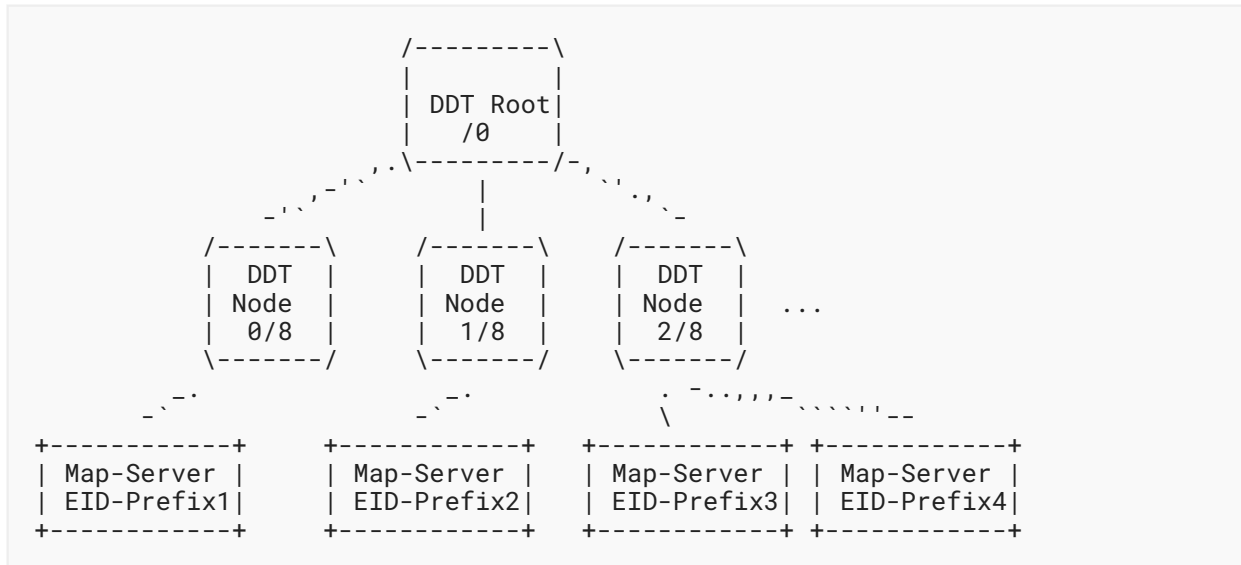 DDT Root
/0
DDT DDT DDT
Node Node Node ...
0/8 1/8 2/8
Map-Server Map-Server Map-Server Map-Server
EID-Prefix1 EID-Prefix2 EID-Prefix3 EID-Prefix4